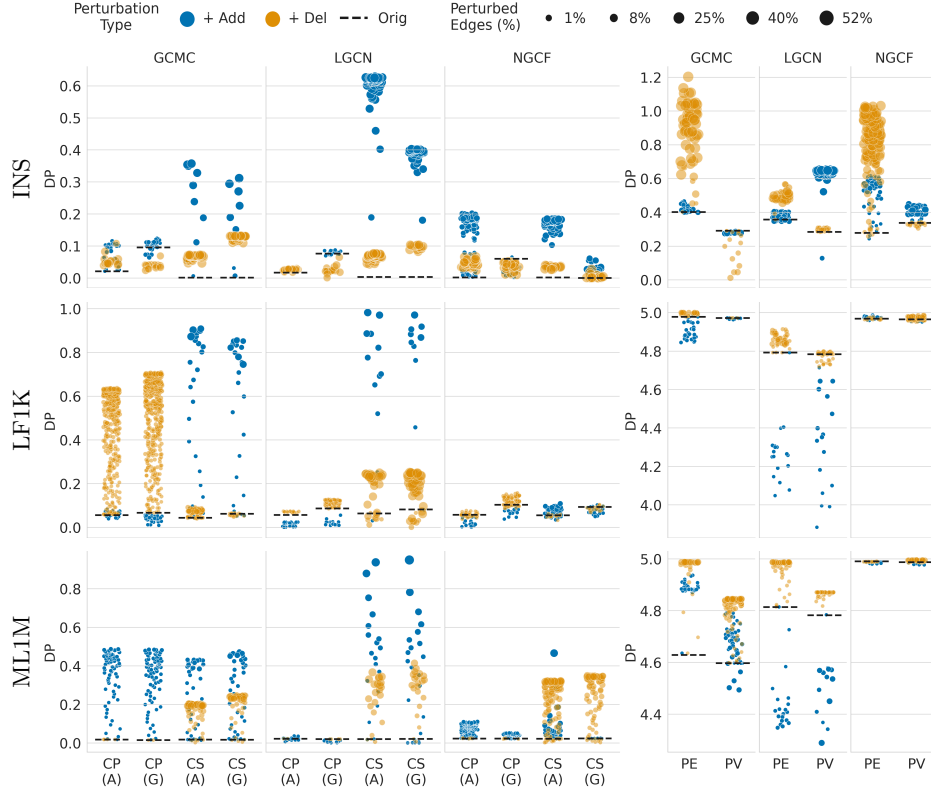 Perturbation Type + Add + Del Orig Perturbed Edges (%) 1% 8% 25% 40% 52%
GCMC LGCN NGCF GCMC LGCN NGCF
INS
DP
0.6
0.5
0.4
0.3
0.2
0.1
0.0
DP
1.2
1.0
0.8
0.6
0.4
0.2
0.0
LF1K
DP
1.0
0.8
0.6
0.4
0.2
0.0
DP
5.0
4.8
4.6
4.4
4.2
4.0
ML1M
DP
0.8
0.6
0.4
0.2
0.0
DP
5.0
4.8
4.6
4.4
CP CP CS CS CP CP CS CS CP CP CS CS PE PV PE PV PE PV
(A) (G) (A) (G) (A) (G) (A) (G) (A) (G) (A) (G)